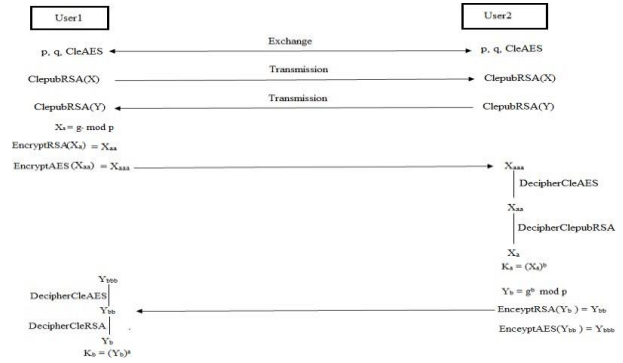 User1 User2
p, q, CleAES Exchange p, q, CleAES
ClepubRSA(X) Transmission ClepubRSA(X)
ClepubRSA(Y) Transmission ClepubRSA(Y)
Xₐ= g mod p
EncryptRSA(Xₐ) = Xₐₐ
EncryptAES (Xₐₐ) = Xₐₐₐ Xₐₐₐ
DecipherCleAES
Xₐₐ
DecipherClepubRSA
Xₐ
Kₐ = (Xₐ)ᵇ
Ybbb Yb = gᵇ mod p
DecipherCleAES
Ybb EnceyptRSA(Yb ) = Ybb
DecipherCleRSA EnceyptAES(Ybb ) = Ybbb
Yb
Kb = (Yb)ᵃ